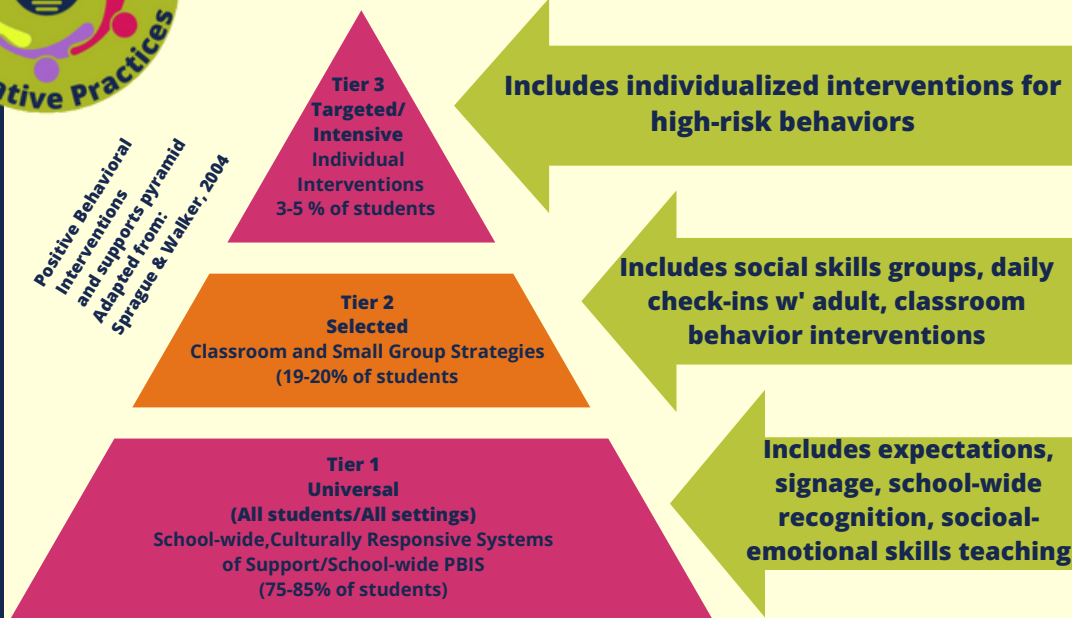 ative Practices
Positive Behavioral
Interventions
and supports pyramid
Adapted from:
Sprague & Walker, 2004
Tier 3
Targeted/
Intensive
Individual
Interventions
3-5 % of students
Includes individualized interventions for
high-risk behaviors
Tier 2
Selected
Classroom and Small Group Strategies
(19-20% of students
Includes social skills groups, daily
check-ins w' adult, classroom
behavior interventions
Tier 1
Universal
(All students/All settings)
School-wide,Culturally Responsive Systems
of Support/School-wide PBIS
(75-85% of students)
Includes expectations,
signage, school-wide
recognition, socioal-
emotional skills teaching